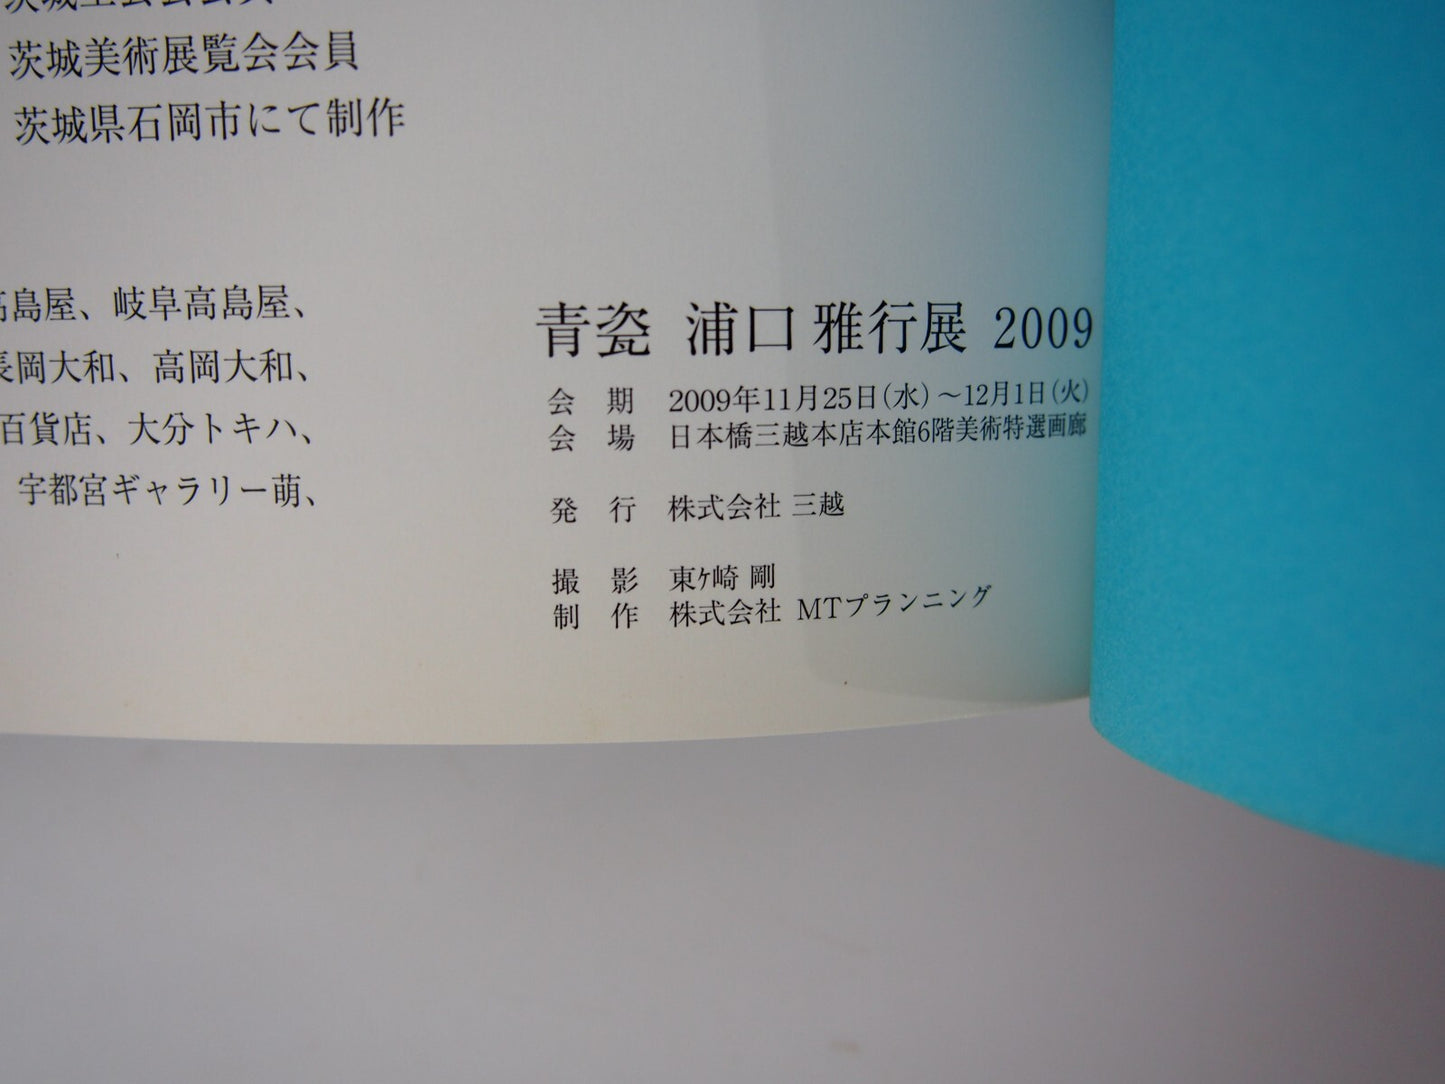 茨城美術展覧会会員
茨城県石岡市にて制作
高島屋、岐阜高島屋、
長岡大和、高岡大和、
百貨店、大分トキハ、
宇都宮ギャラリー萌、
青瓷 浦口 雅行展 2009
会 期 2009年11月25日(水)～12月1日(火)
会 場 日本橋三越本店本館6階美術特選画廊
発 行 株式会社 三越
撮 影 東ヶ崎 剛
制 作 株式会社 MTプランニング